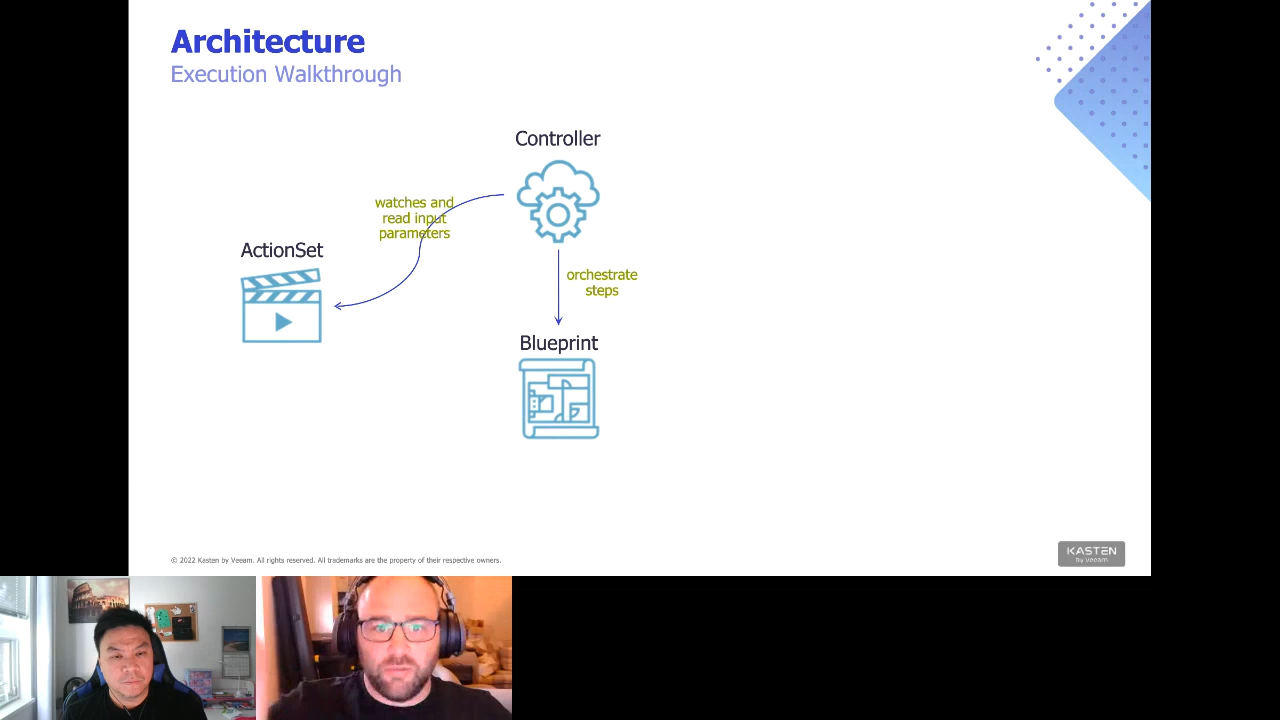 Architecture
Execution Walkthrough
Controller
watches and
read input
parameters
ActionSet
orchestrate
steps
Blueprint
© 2022 Kasten by Veeam. All rights reserved. All trademarks are the property of their respective owners.
KASTEN
by veeam